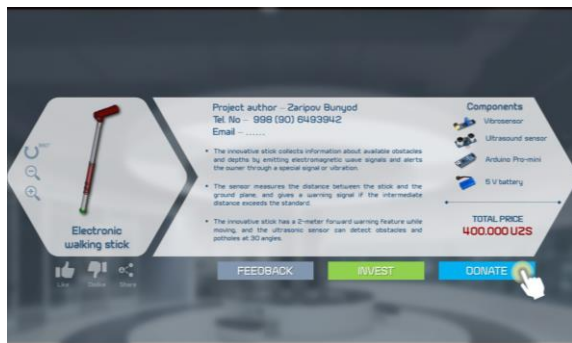 Project author – Zaripov Bunyod
Tel No – 998 (90) 6493942
Email – ......
• The innovative stick collects information about available obstacles
and depths by emitting electromagnetic wave signals and alerts
the owner through a special signal or vibration.
• The sensor measures the distance between the stick and the
ground plane, and gives a warning signal if the intermediate
distance exceeds the standard.
• The innovative stick has a 2-meter forward warning feature while
moving, and the ultrasonic sensor can detect obstacles and
potholes at 30 angles.
Electronic
walking stick
Like
Dislike
Share
Components
Vibrosensor
Ultrasound sensor
Arduino Pro-mini
TOTAL PRICE
400.000 UZS
FEEDBACK
INVEST
DONATE